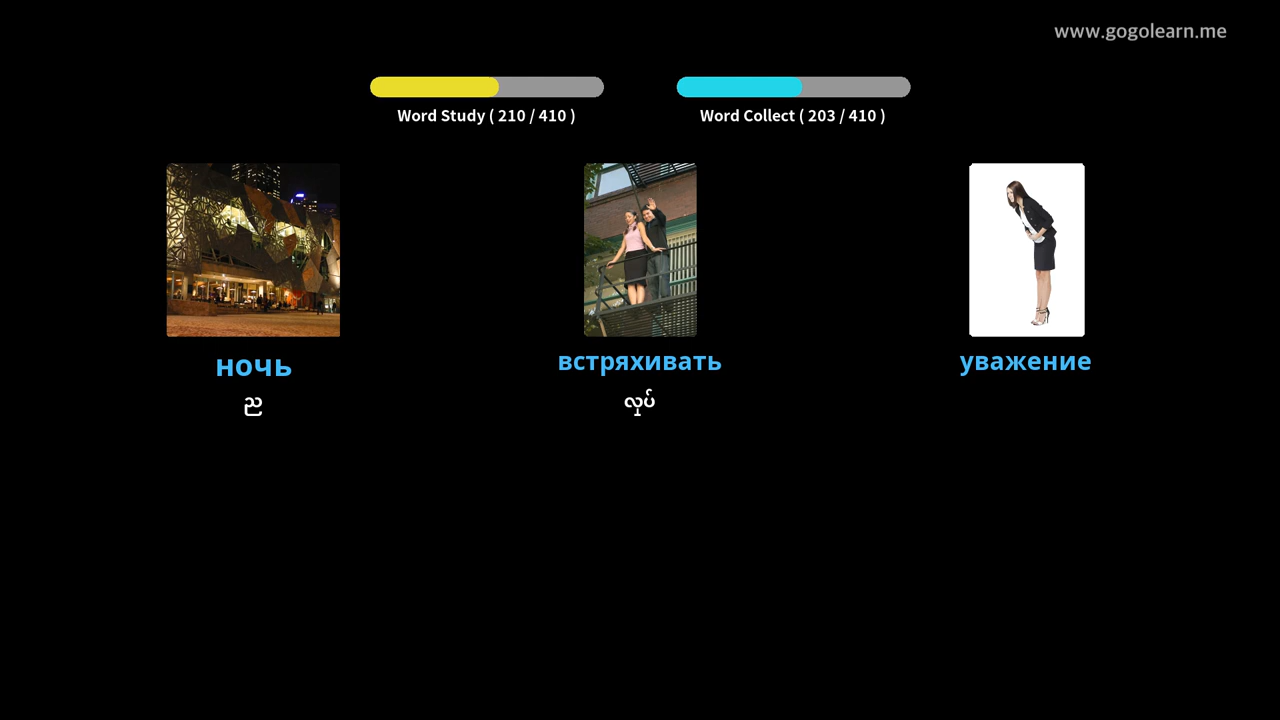 www.gogolearn.me
Word Study ( 210 / 410 )
Word Collect ( 203 / 410 )
ночь
встряхивать
уважение
ည
လှုပ်